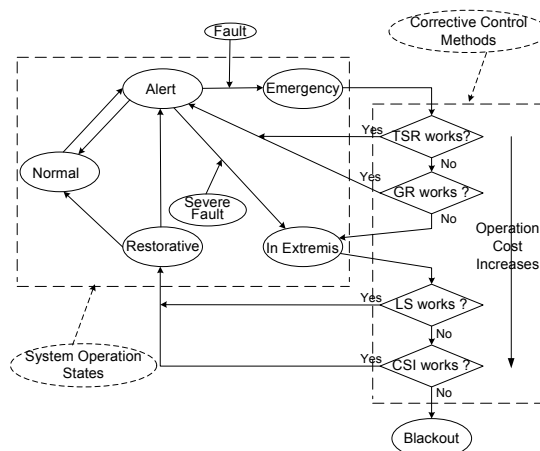 Fault
Corrective Control
Methods
Alert
Emergency
Yes
TSR works?
No
Normal
Yes
GR works ?
No
Severe
Fault
Restorative
In Extremis
Operation
Cost
Increases
Yes
LS works ?
No
System Operation
States
Yes
CSI works ?
No
Blackout